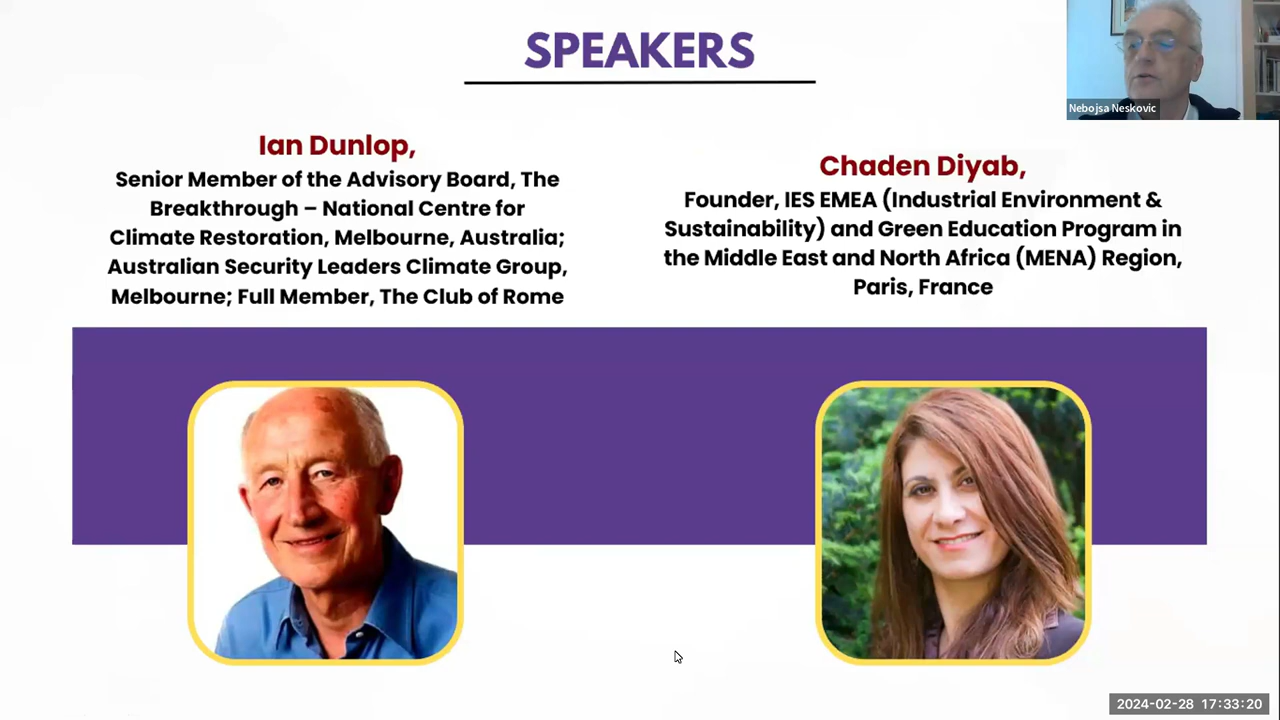 SPEAKERS
Nebojsa Neskovic
Ian Dunlop,
Senior Member of the Advisory Board, The
Breakthrough – National Centre for
Climate Restoration, Melbourne, Australia;
Australian Security Leaders Climate Group,
Melbourne; Full Member, The Club of Rome
Chaden Diyab,
Founder, IES EMEA (Industrial Environment &
Sustainability) and Green Education Program in
the Middle East and North Africa (MENA) Region,
Paris, France
2024-02-28 17:33:20